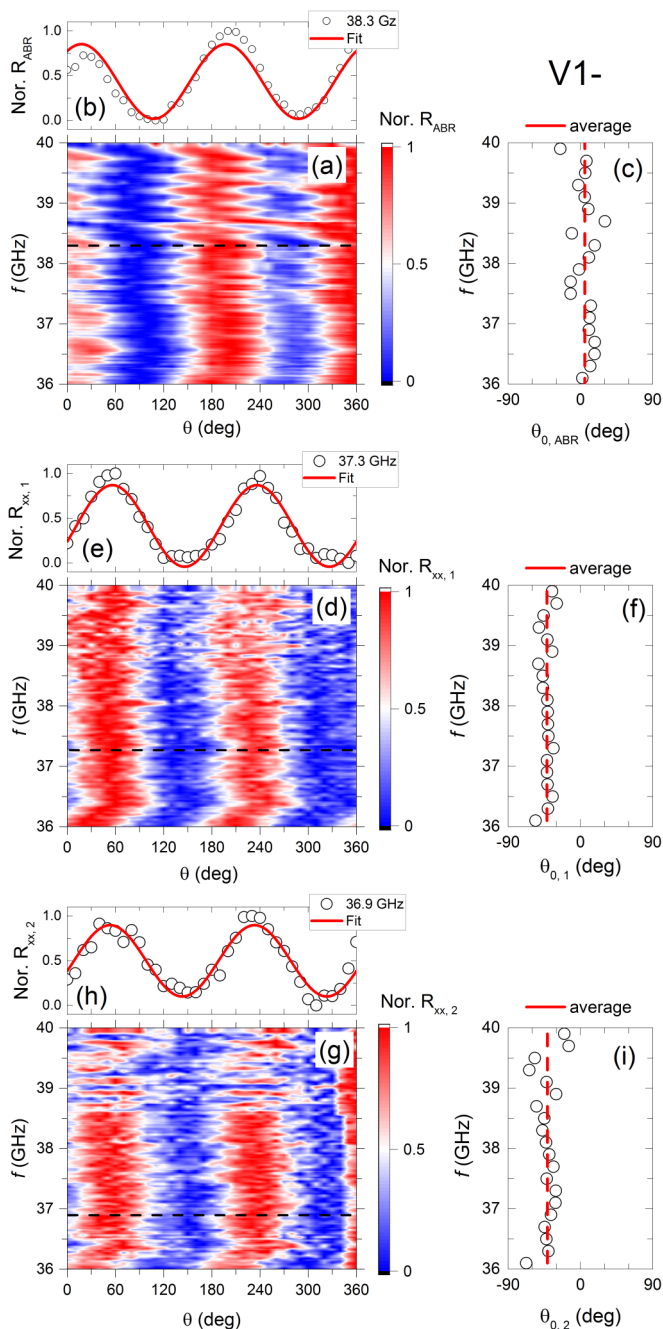 V1-
38.3 Gz
Fit
Nor. R_ABR
1.0
0.5
0.0
(b)
Nor. R_ABR
(a)
40
39
38
37
36
f (GHz)
0 60 120 180 240 300 360
θ (deg)
1
0.5
0
average
(c)
40
39
38
37
36
f (GHz)
-90 0 90
θ_0, ABR (deg)
37.3 GHz
Fit
Nor. R_xx, 1
1.0
0.5
0.0
(e)
Nor. R_xx, 1
(d)
40
39
38
37
36
f (GHz)
0 60 120 180 240 300 360
θ (deg)
1
0.5
0
average
(f)
40
39
38
37
36
f (GHz)
-90 0 90
θ_0, 1 (deg)
36.9 GHz
Fit
Nor. R_xx, 2
1.0
0.5
0.0
(h)
Nor. R_xx, 2
(g)
40
39
38
37
36
f (GHz)
0 60 120 180 240 300 360
θ (deg)
1
0.5
0
average
(i)
40
39
38
37
36
f (GHz)
-90 0 90
θ_0, 2 (deg)